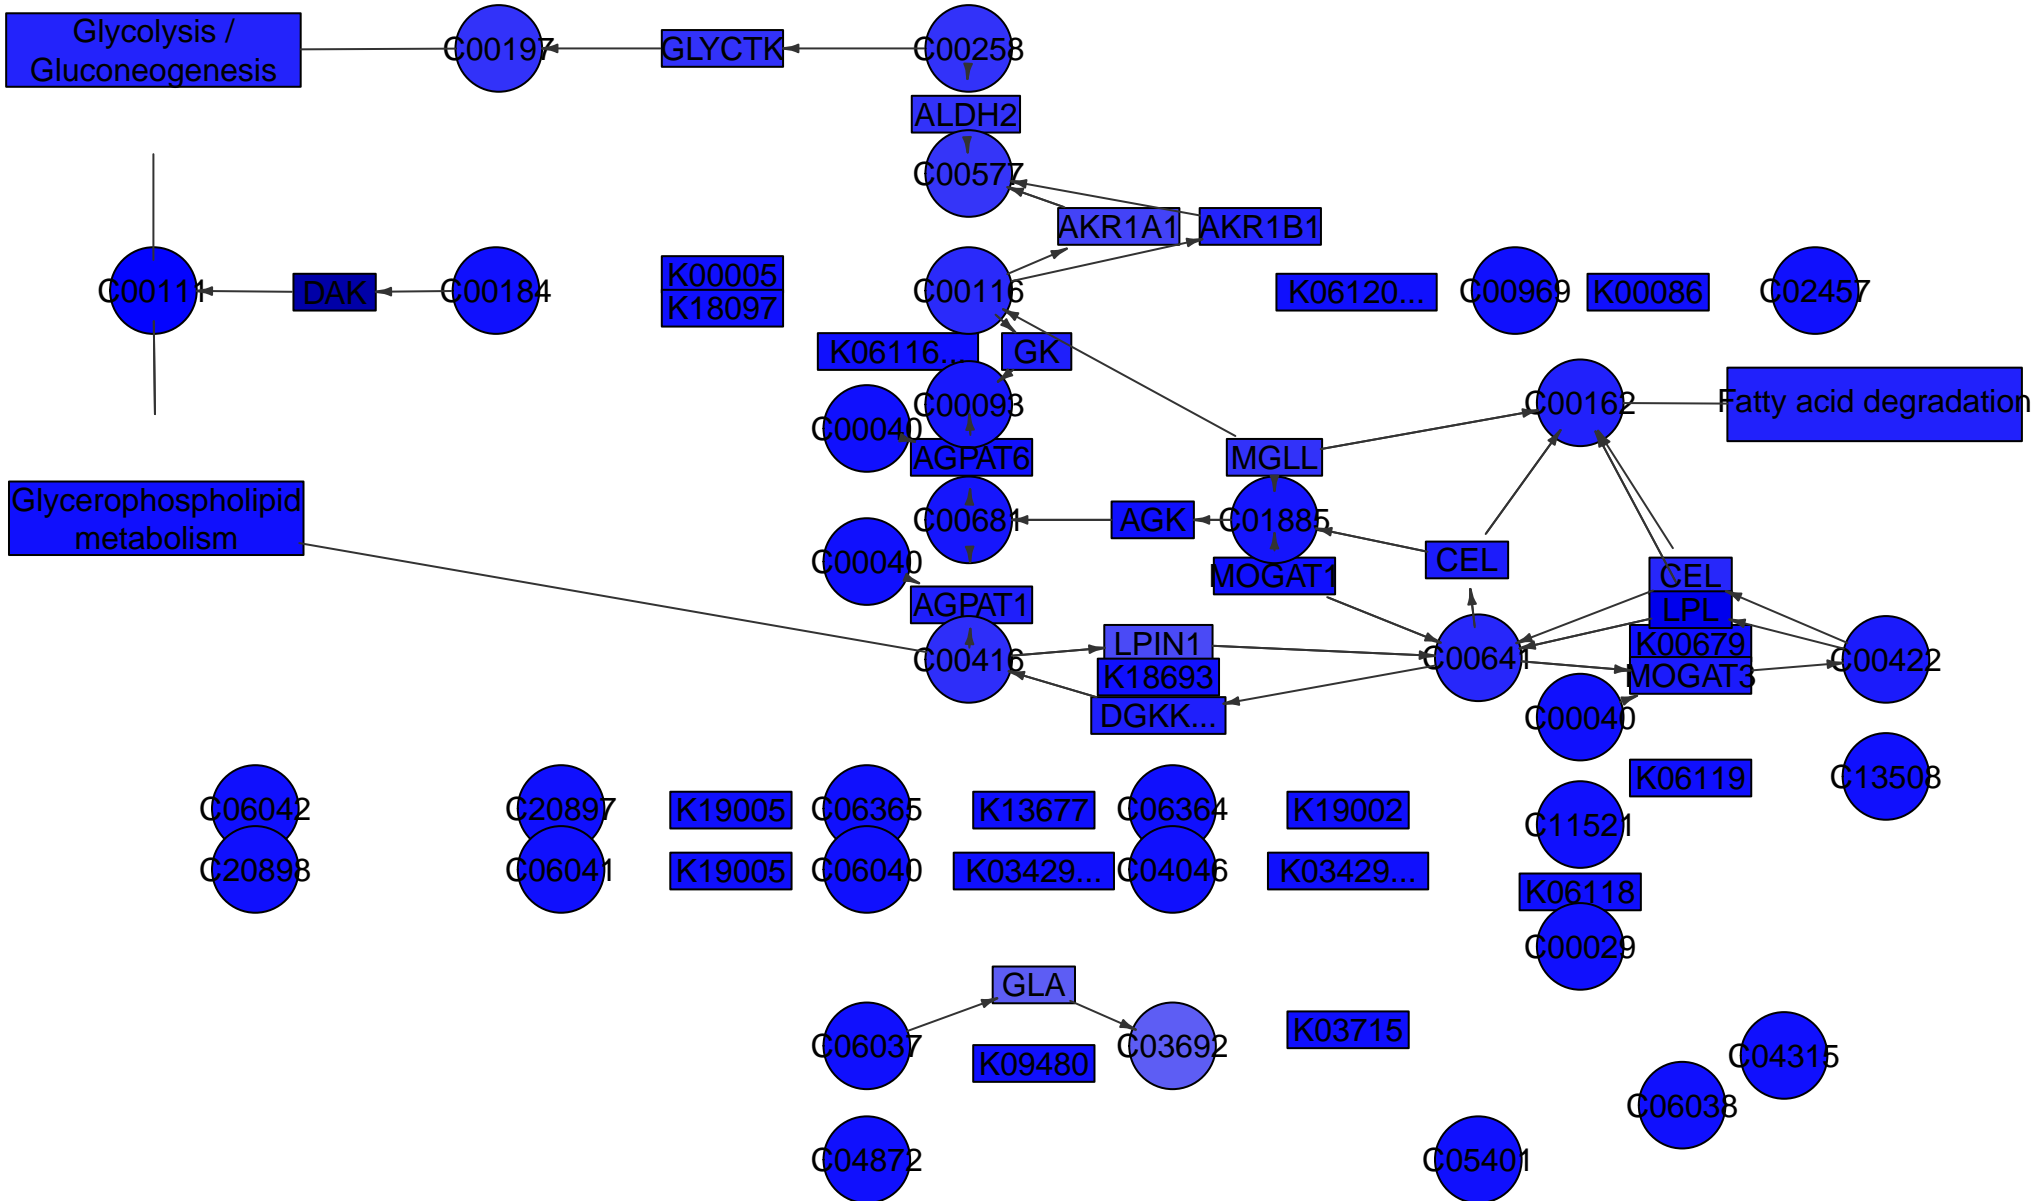 Glycolysis /
Gluconeogenesis
C00197
GLYCTK
C00258
ALDH2
C00577
AKR1A1
AKR1B1
C00111
DAK
C00184
K00005
K18097
C00116
K06120...
C00969
K00086
C02457
K06116...
GK
C00093
C00162
Fatty acid degradation
C00040
AGPAT6
MGLL
Glycerophospholipid
metabolism
C00681
AGK
C01885
C00040
MOGAT1
CEL
CEL
AGPAT1
LPL
C00416
LPIN1
K18693
DGKK...
C00641
K00679
MOGAT3
C00422
C00040
K06119
C13508
C06042
C20897
K19005
C06365
K13677
C06364
K19002
C11521
C20898
C06041
K19005
C06040
K03429...
C04046
K03429...
K06118
C00029
GLA
C06037
K09480
C03692
K03715
C04315
C06038
C04872
C05401